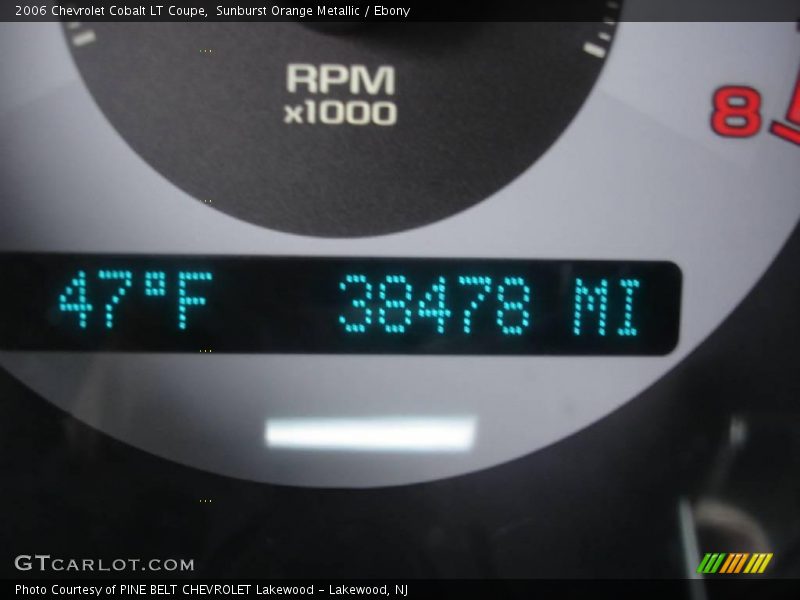 2006 Chevrolet Cobalt LT Coupe,  Sunburst Orange Metallic / Ebony
RPM
x1000
8
47°F 38478 MI
GTCARLOT.COM
Photo Courtesy of PINE BELT CHEVROLET Lakewood - Lakewood, NJ